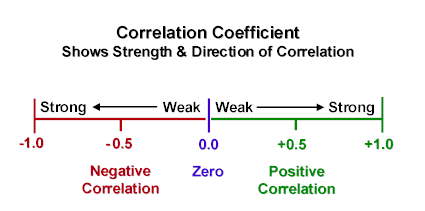 Correlation Coefficient
Shows Strength & Direction of Correlation
Strong Weak Weak Strong
-1.0 -0.5 0.0 +0.5 +1.0
Negative Zero Positive
Correlation Correlation